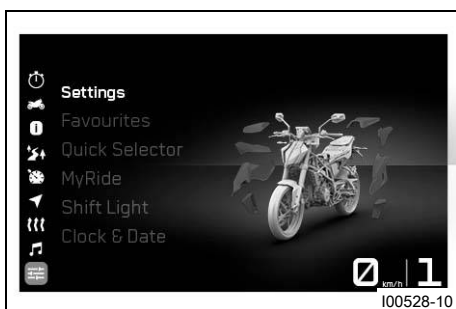 Settings
Favourites
Quick Selector
MyRide
Shift Light
Clock & Date
0 km/h 1
I00528-10